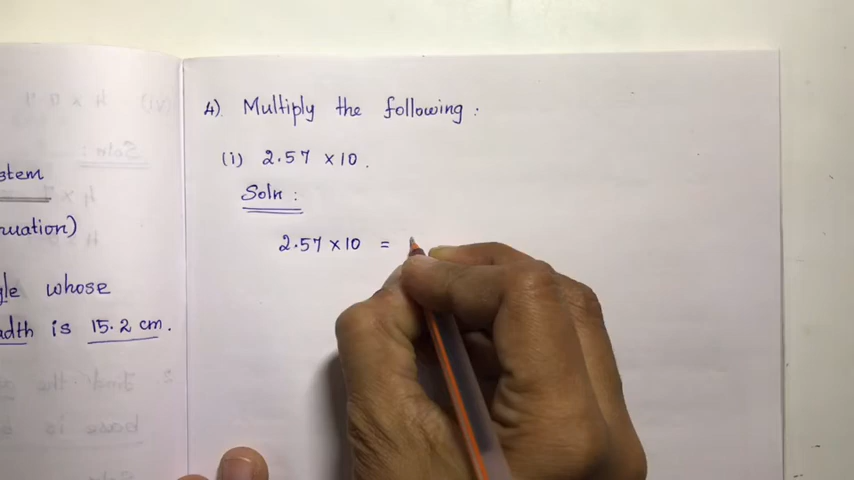 stem
nuation)
gle whose
adth is 15.2 cm.
4). Multiply the following :
(i) 2.57 × 10.
Soln :
2.57 × 10 =